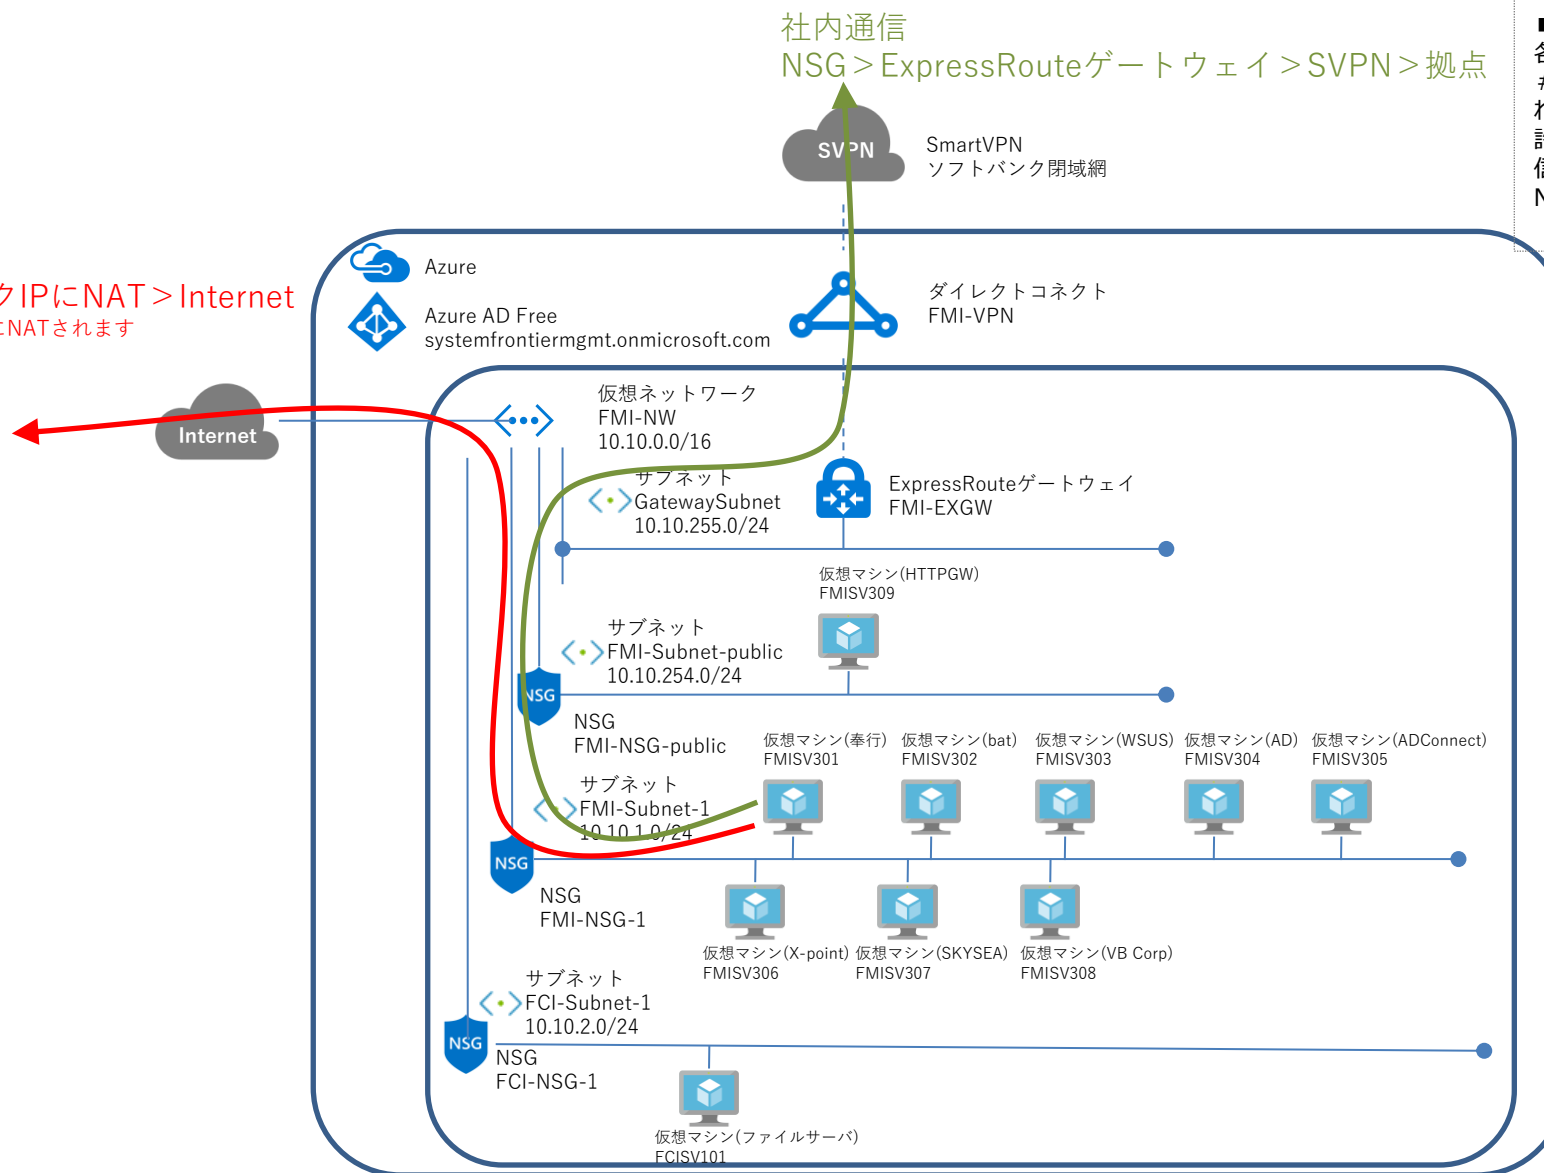 社内通信
NSG＞ExpressRouteゲートウェイ＞SVPN＞拠点
各
れ
信
N
SVPN
SmartVPN
ソフトバンク閉域網
Azure
Azure AD Free
systemfrontiermgmt.onmicrosoft.com
ダイレクトコネクト
FMI-VPN
クIPにNAT＞Internet
にNATされます
Internet
仮想ネットワーク
FMI-NW
10.10.0.0/16
サブネット
GatewaySubnet
10.10.255.0/24
ExpressRouteゲートウェイ
FMI-EXGW
仮想マシン(HTTPGW)
FMISV309
サブネット
FMI-Subnet-public
10.10.254.0/24
NSG
NSG
FMI-NSG-public
仮想マシン(奉行)
FMISV301
仮想マシン(bat)
FMISV302
仮想マシン(WSUS)
FMISV303
仮想マシン(AD)
FMISV304
仮想マシン(ADConnect)
FMISV305
サブネット
FMI-Subnet-1
10.10.1.0/24
NSG
NSG
FMI-NSG-1
仮想マシン(X-point)
FMISV306
仮想マシン(SKYSEA)
FMISV307
仮想マシン(VB Corp)
FMISV308
サブネット
FCI-Subnet-1
10.10.2.0/24
NSG
NSG
FCI-NSG-1
仮想マシン(ファイルサーバ)
FCISV101